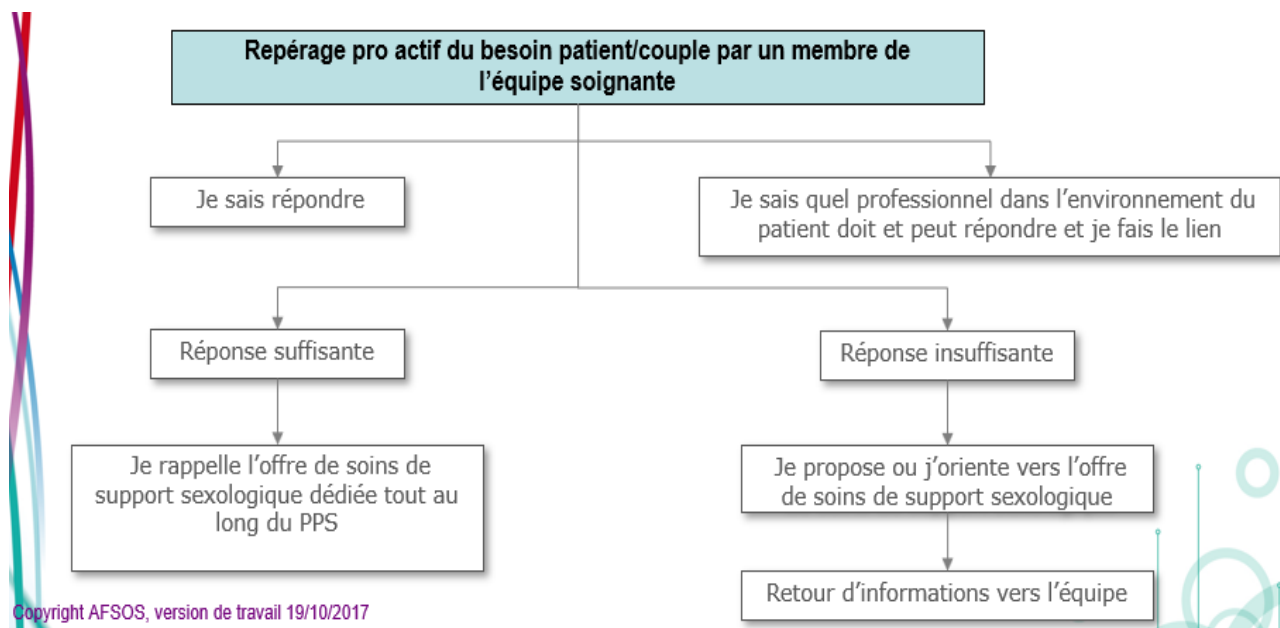 Repérage pro actif du besoin patient/couple par un membre de
l'équipe soignante
Je sais répondre
Je sais quel professionnel dans l'environnement du
patient doit et peut répondre et je fais le lien
Réponse suffisante
Réponse insuffisante
Je rappelle l'offre de soins de
support sexologique dédiée tout au
long du PPS
Je propose ou j'oriente vers l'offre
de soins de support sexologique
Retour d'informations vers l'équipe
Copyright AFSOS, version de travail 19/10/2017